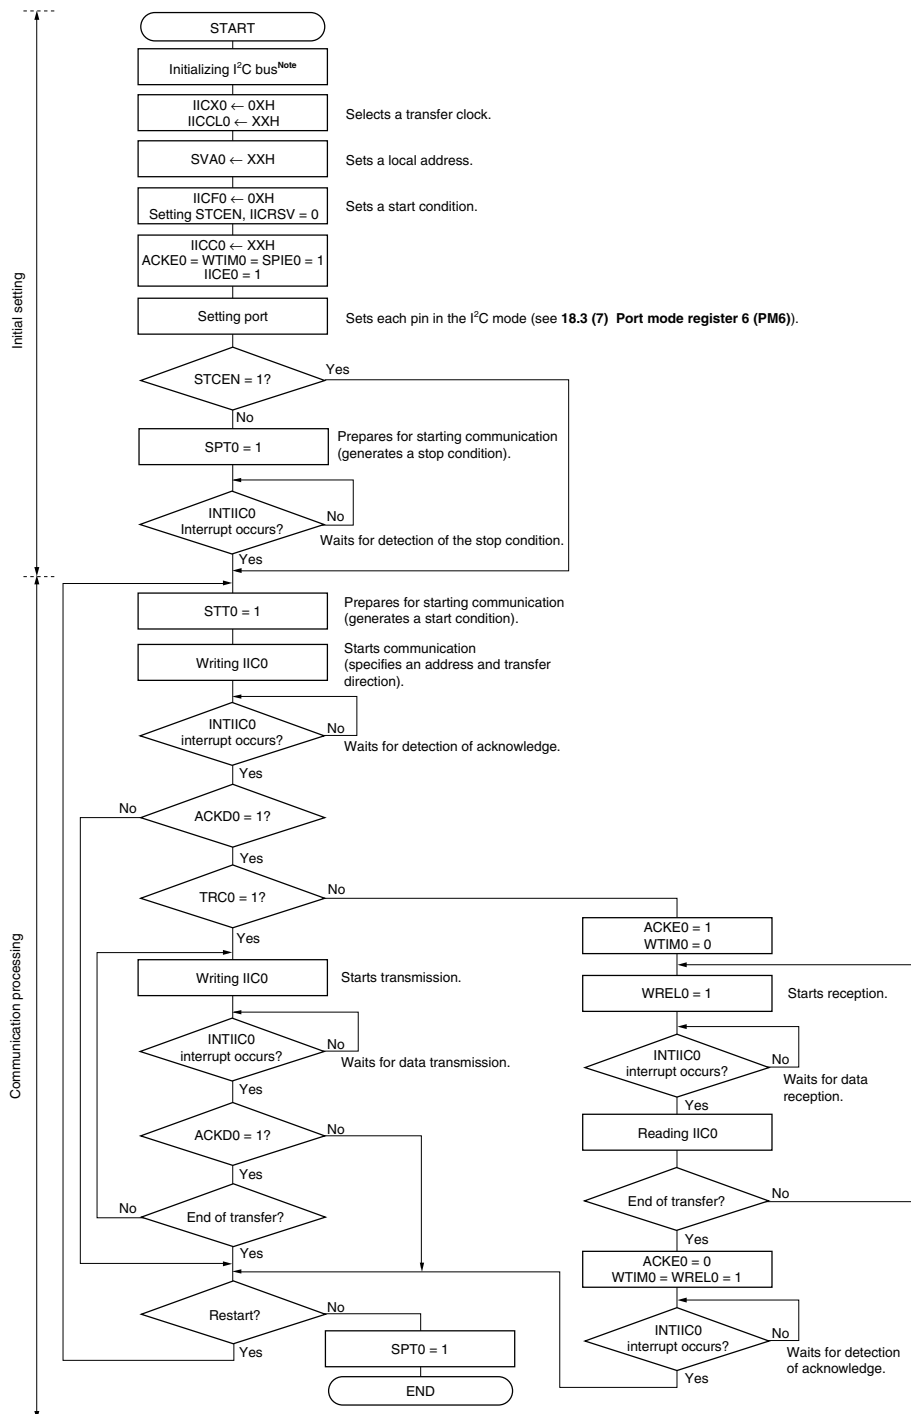 START
Initializing I²C bus^Note
IICX0 ← 0XH
IICCL0 ← XXH
Selects a transfer clock.
SVA0 ← XXH
Sets a local address.
IICF0 ← 0XH
Setting STCEN, IICRSV = 0
Sets a start condition.
IICC0 ← XXH
ACKE0 = WTIM0 = SPIE0 = 1
IICE0 = 1
Initial setting
Setting port
Sets each pin in the I²C mode (see 18.3 (7) Port mode register 6 (PM6)).
STCEN = 1?
Yes
No
SPT0 = 1
Prepares for starting communication
(generates a stop condition).
INTIIC0
Interrupt occurs?
No
Waits for detection of the stop condition.
Yes
STT0 = 1
Prepares for starting communication
(generates a start condition).
Writing IIC0
Starts communication
(specifies an address and transfer
direction).
INTIIC0
interrupt occurs?
No
Waits for detection of acknowledge.
Yes
No
ACKD0 = 1?
Yes
TRC0 = 1?
No
Yes
Communication processing
Writing IIC0
Starts transmission.
INTIIC0
interrupt occurs?
No
Waits for data transmission.
Yes
ACKD0 = 1?
No
Yes
No
End of transfer?
Yes
Restart?
No
Yes
SPT0 = 1
END
ACKE0 = 1
WTIM0 = 0
WREL0 = 1
Starts reception.
INTIIC0
interrupt occurs?
No
Waits for data
reception.
Yes
Reading IIC0
End of transfer?
No
Yes
ACKE0 = 0
WTIM0 = WREL0 = 1
INTIIC0
interrupt occurs?
No
Waits for detection
of acknowledge.
Yes